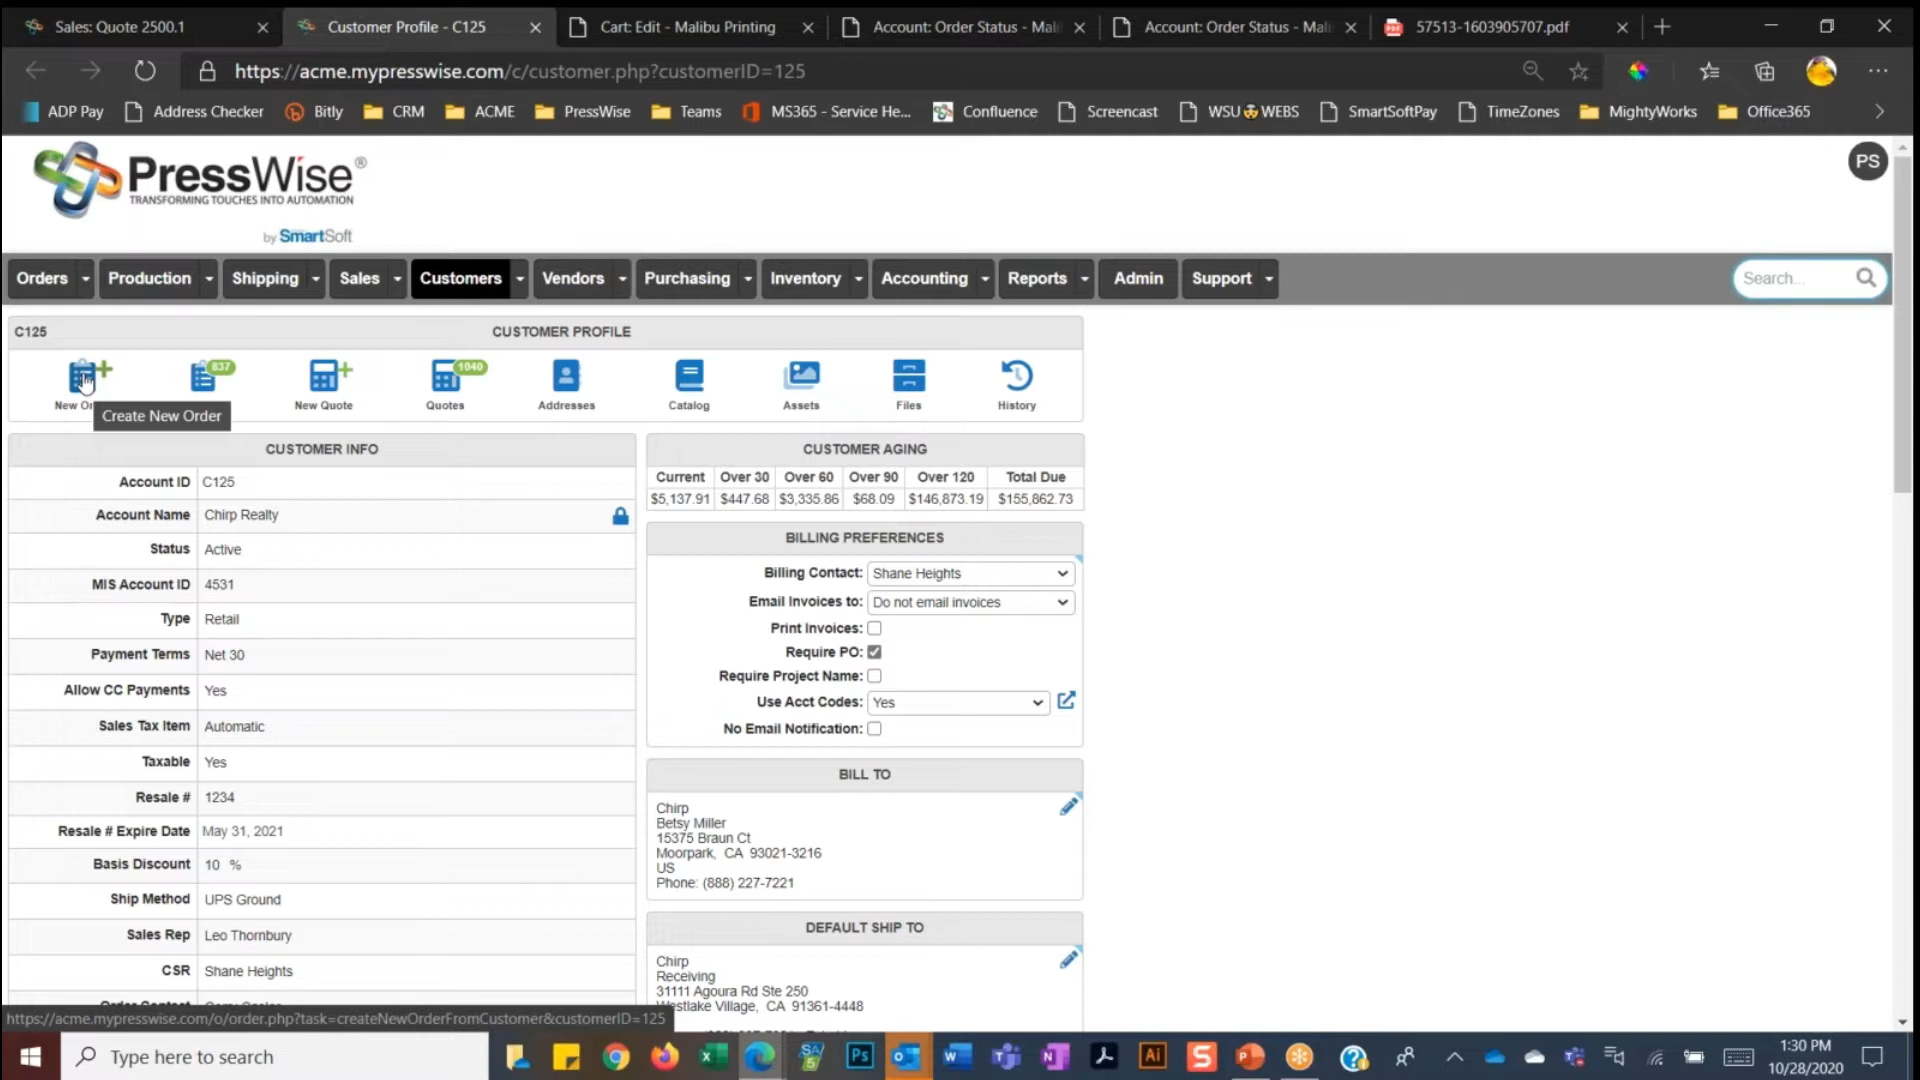 Sales: Quote 2500.1
Customer Profile - C125
Cart: Edit - Malibu Printing
Account: Order Status - Mali
Account: Order Status - Mali
57513-1603905707.pdf
https://acme.mypresswise.com/c/customer.php?customerID=125
ADP Pay
Address Checker
Bitly
CRM
ACME
PressWise
Teams
MS365 - Service He...
Confluence
Screencast
WSU WEBS
SmartSoftPay
TimeZones
MightyWorks
Office365
PressWise®
TRANSFORMING TOUCHES INTO AUTOMATION
by SmartSoft
PS
Orders
Production
Shipping
Sales
Customers
Vendors
Purchasing
Inventory
Accounting
Reports
Admin
Support
Search...
C125
CUSTOMER PROFILE
837
1040
New Or
New Quote
Quotes
Addresses
Catalog
Assets
Files
History
Create New Order
CUSTOMER INFO
Account ID C125
Account Name Chirp Realty
Status Active
MIS Account ID 4531
Type Retail
Payment Terms Net 30
Allow CC Payments Yes
Sales Tax Item Automatic
Taxable Yes
Resale # 1234
Resale # Expire Date May 31, 2021
Basis Discount 10 %
Ship Method UPS Ground
Sales Rep Leo Thornbury
CSR Shane Heights
CUSTOMER AGING
Current Over 30 Over 60 Over 90 Over 120 Total Due
$5,137.91 $447.68 $3,335.86 $68.09 $146,873.19 $155,862.73
BILLING PREFERENCES
Billing Contact: Shane Heights
Email Invoices to: Do not email invoices
Print Invoices:
Require PO:
Require Project Name:
Use Acct Codes: Yes
No Email Notification:
BILL TO
Chirp
Betsy Miller
15375 Braun Ct
Moorpark, CA 93021-3216
US
Phone: (888) 227-7221
DEFAULT SHIP TO
Chirp
Receiving
31111 Agoura Rd Ste 250
Westlake Village, CA 91361-4448
https://acme.mypresswise.com/o/order.php?task=createNewOrderFromCustomer&customerID=125
Type here to search
1:30 PM
10/28/2020